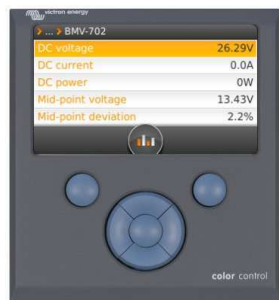 victron energy
> ... > BMV-702
DC voltage 26.29V
DC current 0.0A
DC power 0W
Mid-point voltage 13.43V
Mid-point deviation 2.2%
color control